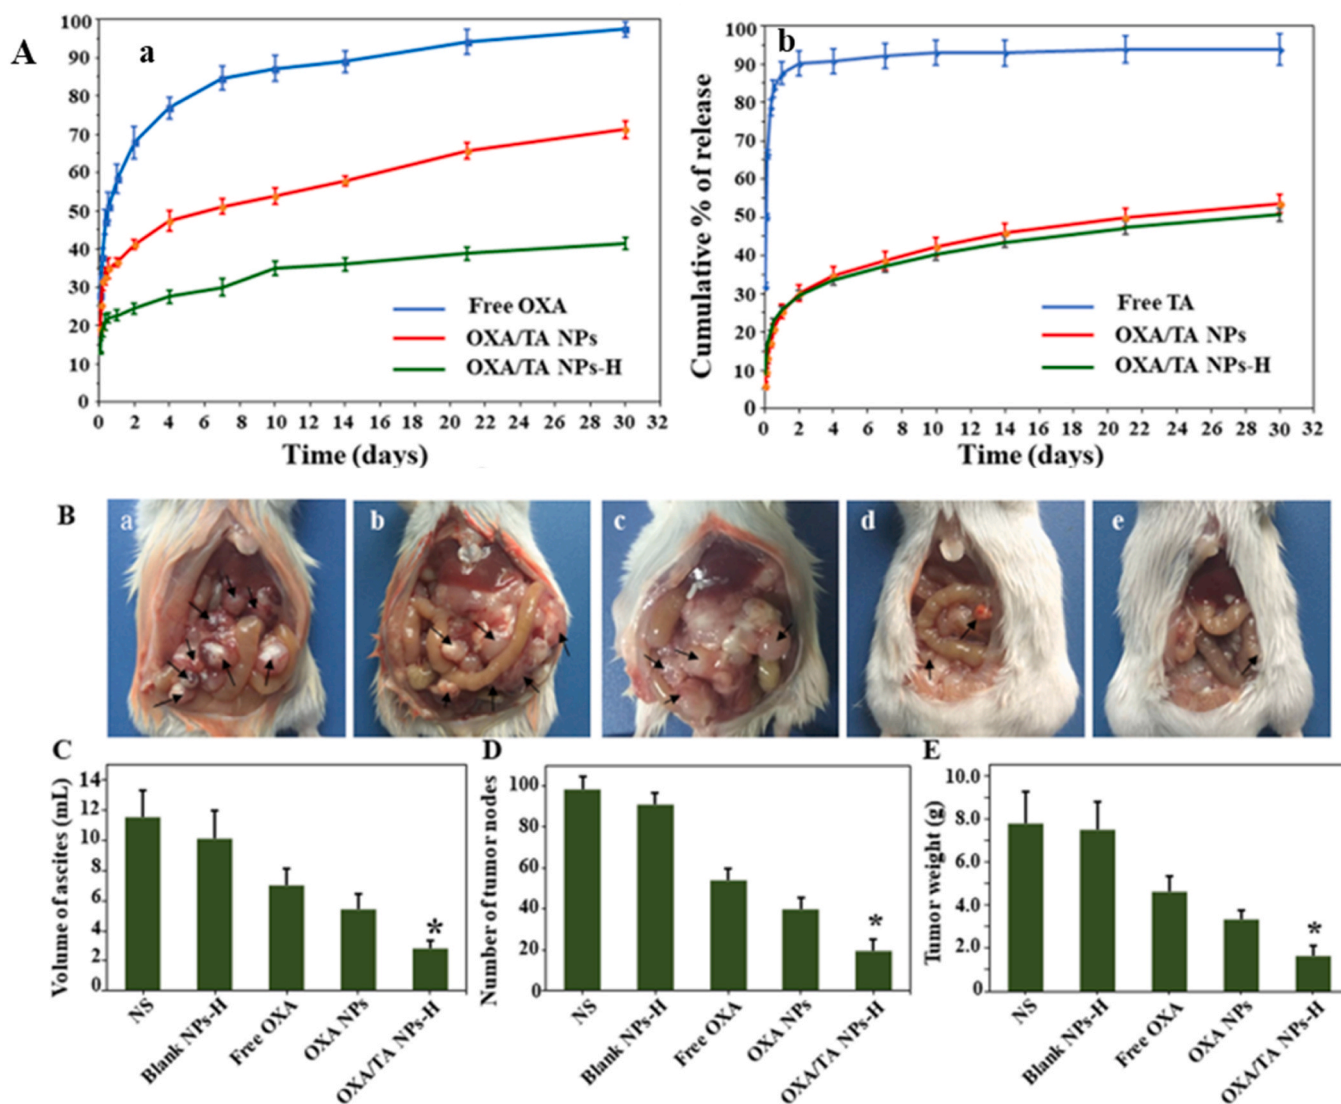 A
a
100
90
80
70
60
50
40
30
20
10
0
Free OXA
OXA/TA NPs
OXA/TA NPs-H
0 2 4 6 8 10 12 14 16 18 20 22 24 26 28 30 32
Time (days)
b
Cumulative % of release
100
90
80
70
60
50
40
30
20
10
0
Free TA
OXA/TA NPs
OXA/TA NPs-H
0 2 4 6 8 10 12 14 16 18 20 22 24 26 28 30 32
Time (days)
B
a
b
c
d
e
C
Volume of ascites (mL)
14
12
10
8
6
4
2
0
*
NS
Blank NPs-H
Free OXA
OXA NPs
OXA/TA NPs-H
D
Number of tumor nodes
100
80
60
40
20
0
*
NS
Blank NPs-H
Free OXA
OXA NPs
OXA/TA NPs-H
E
Tumor weight (g)
10.0
8.0
6.0
4.0
2.0
0
*
NS
Blank NPs-H
Free OXA
OXA NPs
OXA/TA NPs-H